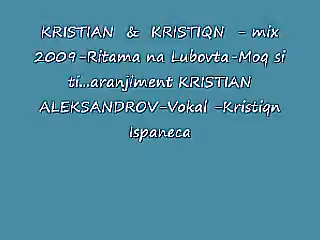 KRISTIAN & KRISTIQN - mix
2009-Ritama na Lubovta-Moq si
ti...aranjiment KRISTIAN
ALEKSANDROV-Vokal -Kristiqn
Ispaneca